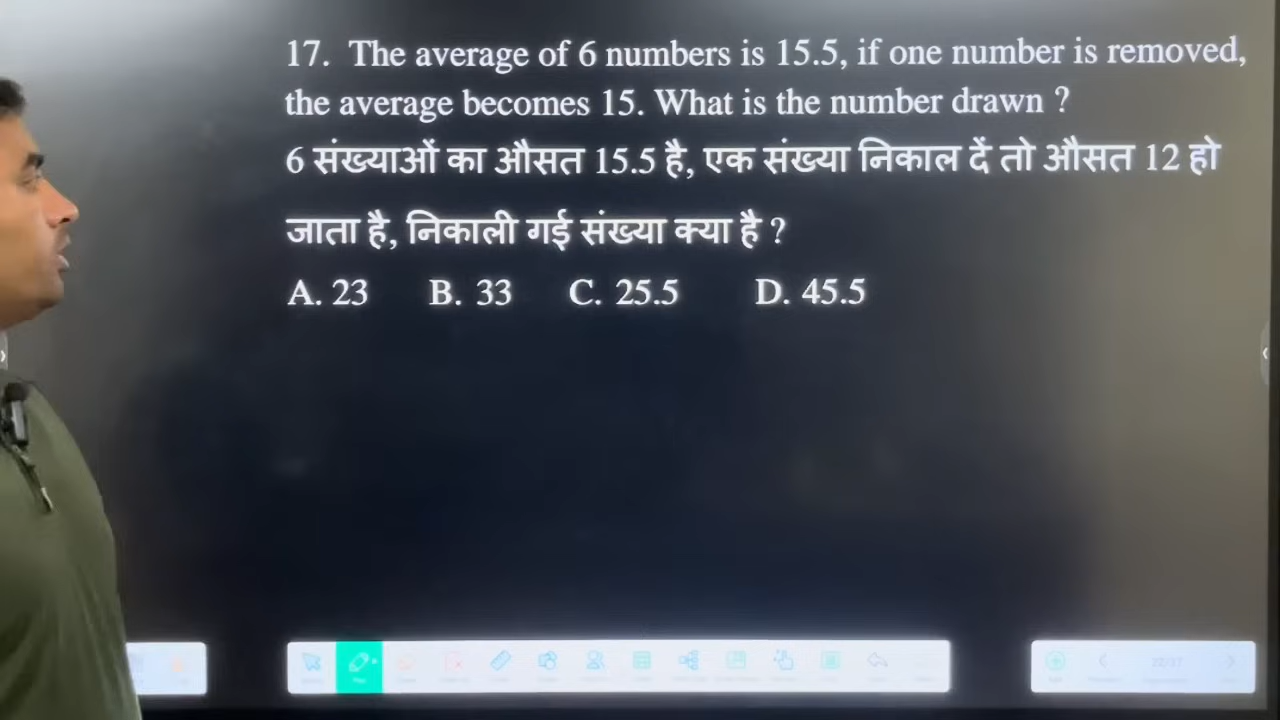 17. The average of 6 numbers is 15.5, if one number is removed,
the average becomes 15. What is the number drawn ?
6 संख्याओं का औसत 15.5 है, एक संख्या निकाल दें तो औसत 12 हो
जाता है, निकाली गई संख्या क्या है ?
A. 23 B. 33 C. 25.5 D. 45.5